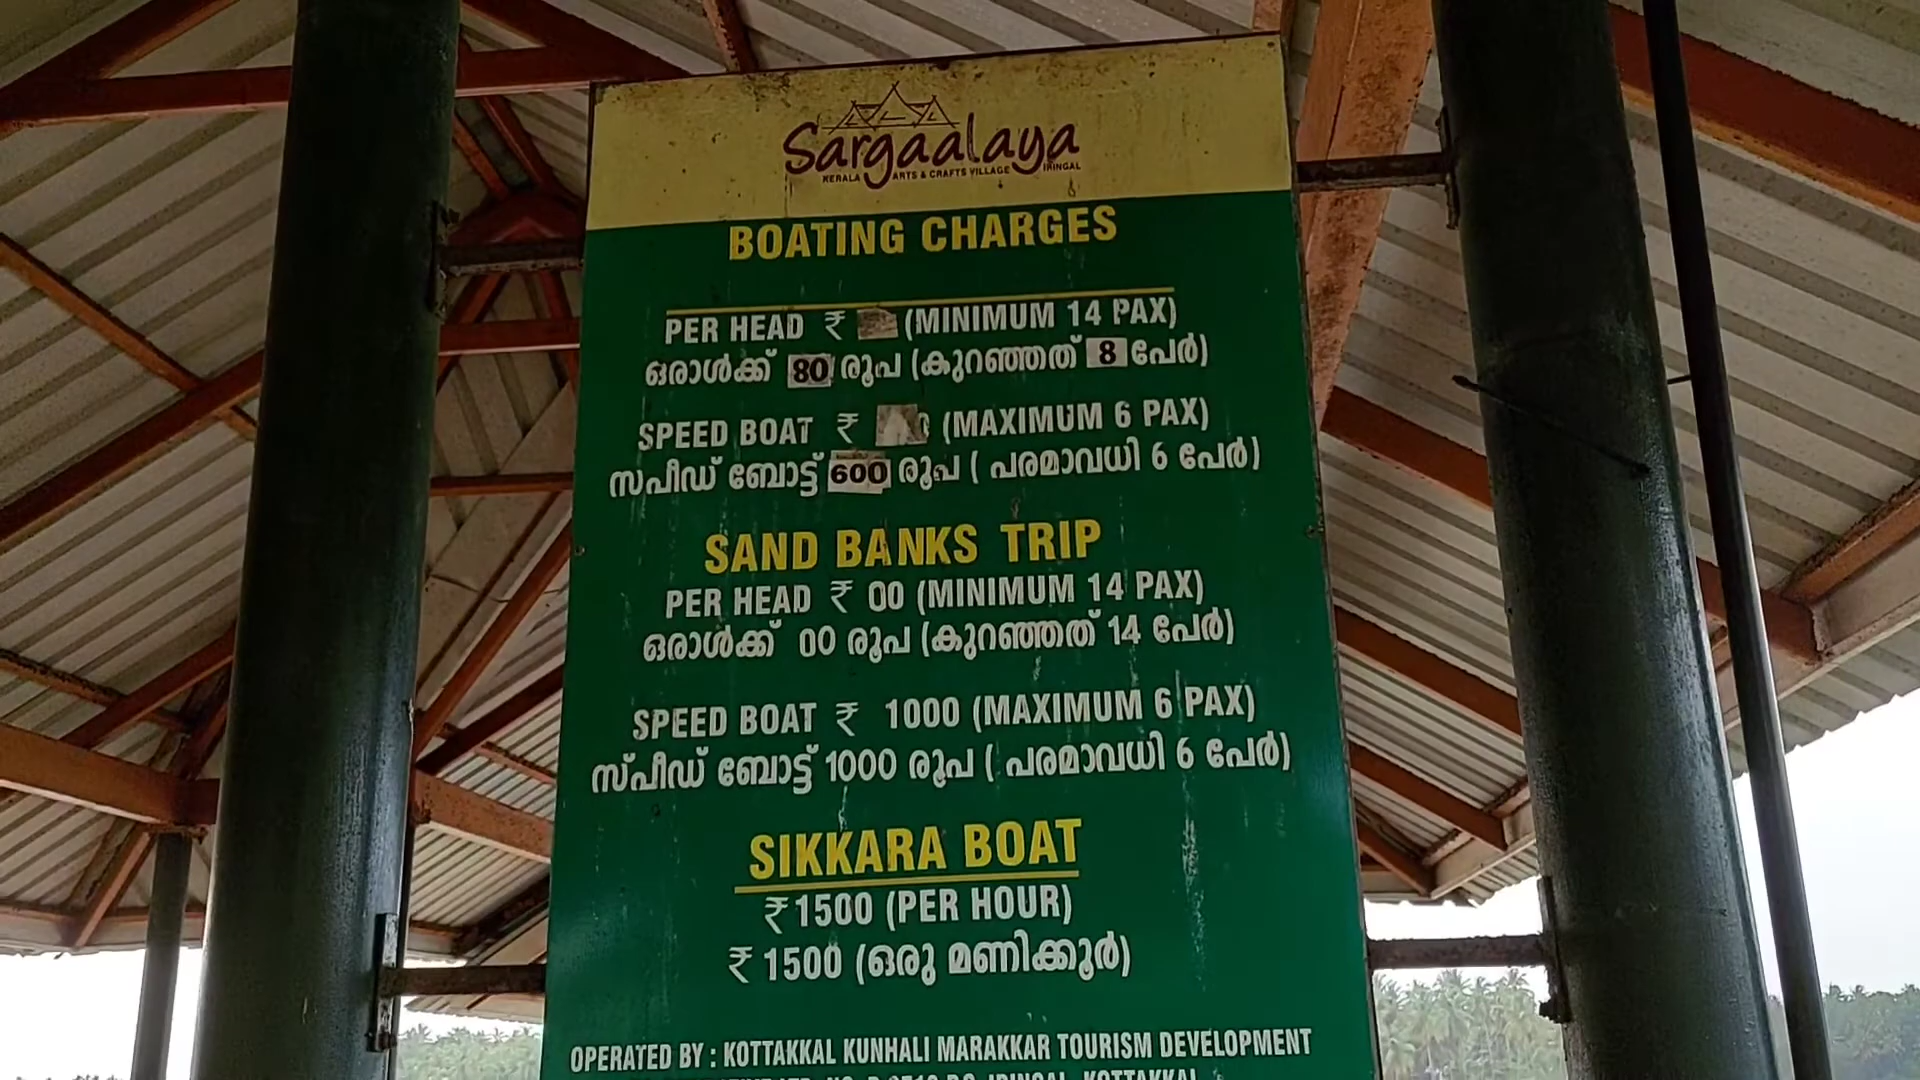 Sargaalaya
KERALA ARTS & CRAFTS VILLAGE IRINGAL
BOATING CHARGES
PER HEAD ₹ (MINIMUM 14 PAX)
ഒരാൾക്ക് 80 രൂപ (കുറഞ്ഞത് 8 പേർ)
SPEED BOAT ₹ (MAXIMUM 6 PAX)
സ്പീഡ് ബോട്ട് 600 രൂപ ( പരമാവധി 6 പേർ)
SAND BANKS TRIP
PER HEAD ₹ 00 (MINIMUM 14 PAX)
ഒരാൾക്ക് 00 രൂപ (കുറഞ്ഞത് 14 പേർ)
SPEED BOAT ₹ 1000 (MAXIMUM 6 PAX)
സ്പീഡ് ബോട്ട് 1000 രൂപ ( പരമാവധി 6 പേർ)
SIKKARA BOAT
₹ 1500 (PER HOUR)
₹ 1500 (ഒരു മണിക്കൂർ)
OPERATED BY : KOTTAKKAL KUNHALI MARAKKAR TOURISM DEVELOPMENT
IRINGAL, KOTTAKKAL